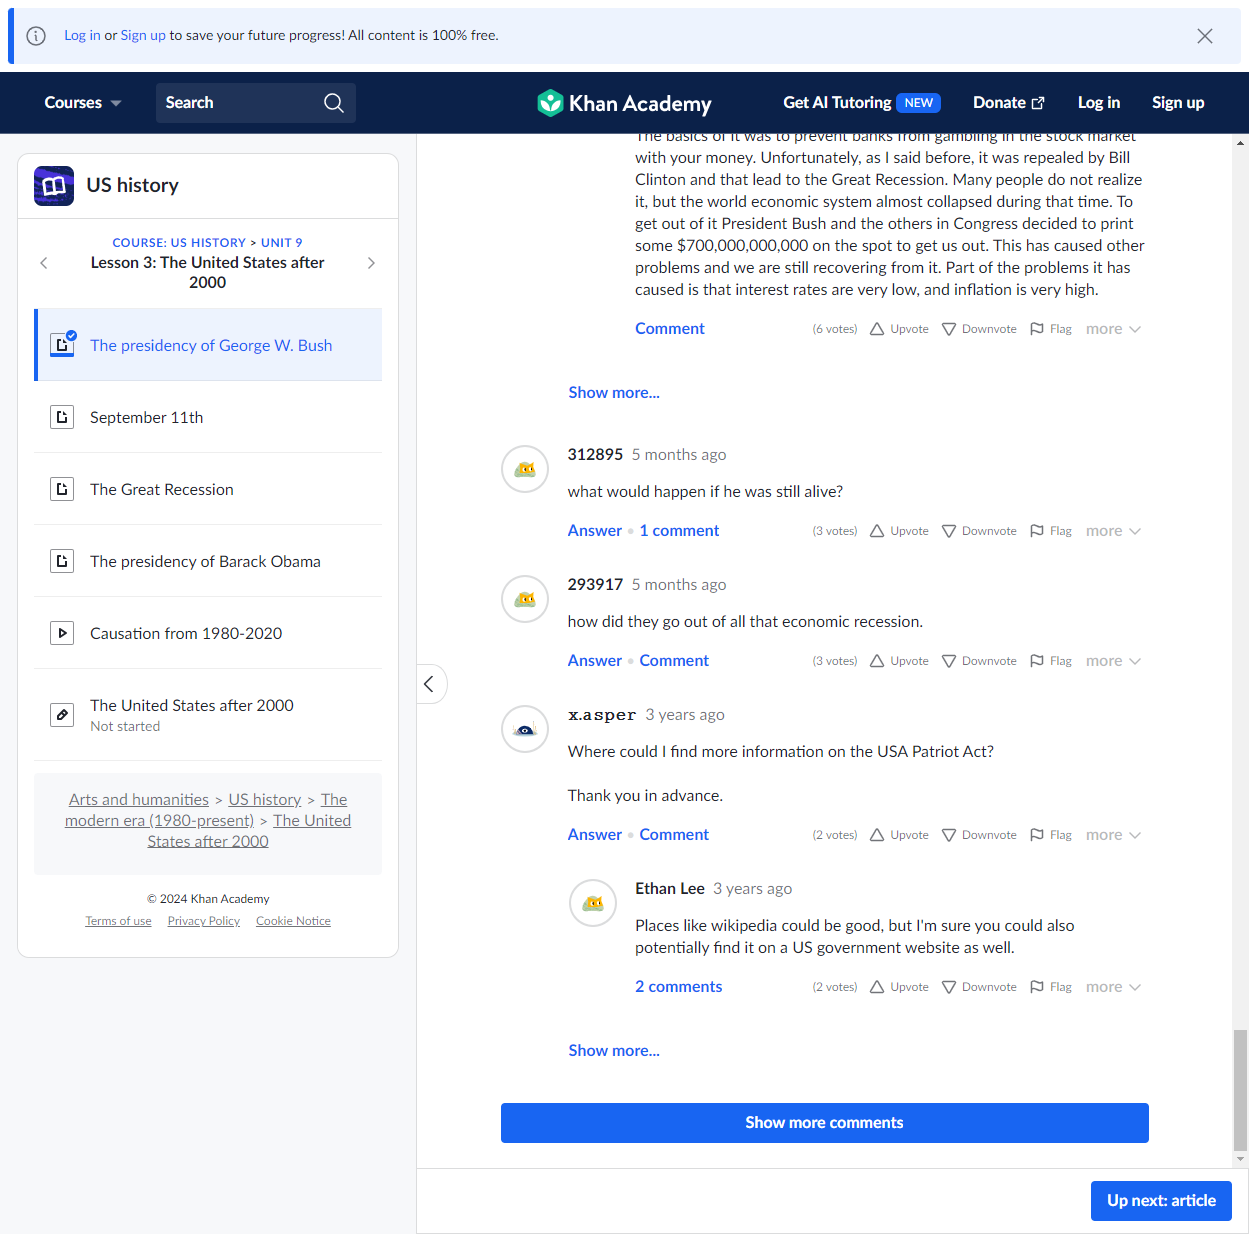 Log in or Sign up to save your future progress! All content is 100% free.
Courses
Search
Khan Academy
Get AI Tutoring NEW
Donate
Log in
Sign up
US history
COURSE: US HISTORY > UNIT 9
Lesson 3: The United States after
2000
The presidency of George W. Bush
September 11th
The Great Recession
The presidency of Barack Obama
Causation from 1980-2020
The United States after 2000
Not started
Arts and humanities > US history > The
modern era (1980-present) > The United
States after 2000
© 2024 Khan Academy
Terms of use Privacy Policy Cookie Notice
The basics of it was to prevent banks from gambling in the stock market
with your money. Unfortunately, as I said before, it was repealed by Bill
Clinton and that lead to the Great Recession. Many people do not realize
it, but the world economic system almost collapsed during that time. To
get out of it President Bush and the others in Congress decided to print
some $700,000,000,000 on the spot to get us out. This has caused other
problems and we are still recovering from it. Part of the problems it has
caused is that interest rates are very low, and inflation is very high.
Comment (6 votes) Upvote Downvote Flag more
Show more...
312895 5 months ago
what would happen if he was still alive?
Answer • 1 comment (3 votes) Upvote Downvote Flag more
293917 5 months ago
how did they go out of all that economic recession.
Answer • Comment (3 votes) Upvote Downvote Flag more
x.asper 3 years ago
Where could I find more information on the USA Patriot Act?
Thank you in advance.
Answer • Comment (2 votes) Upvote Downvote Flag more
Ethan Lee 3 years ago
Places like wikipedia could be good, but I'm sure you could also
potentially find it on a US government website as well.
2 comments (2 votes) Upvote Downvote Flag more
Show more...
Show more comments
Up next: article